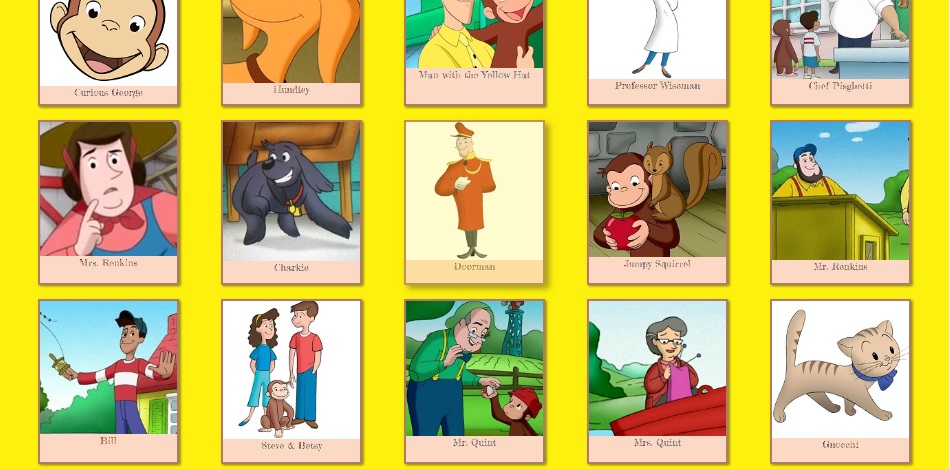 Curious George
Hundley
Man with the Yellow Hat
Professor Wiseman
Chef Pisghetti
Mrs. Renkins
Charkie
Doorman
Jumpy Squirrel
Mr. Renkins
Bill
Steve & Betsy
Mr. Quint
Mrs. Quint
Gnocchi